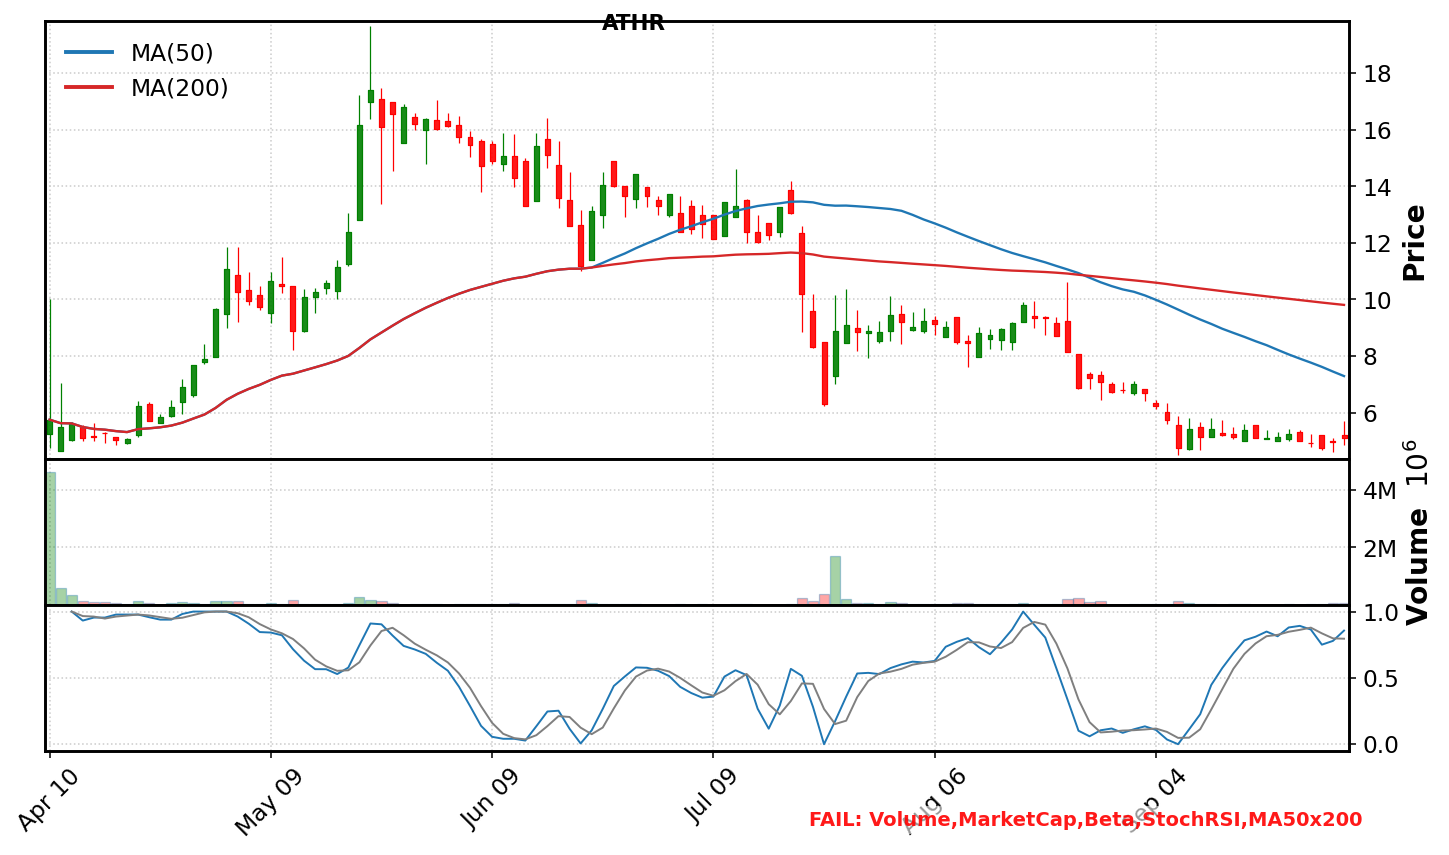 ATHR
MA(50)
MA(200)
18
16
14
12
10
8
6
Price
4M
2M
Volume 10^6
1.0
0.5
0.0
Apr 10
May 09
Jun 09
Jul 09
Aug 06
Sep 04
FAIL: Volume,MarketCap,Beta,StochRSI,MA50x200